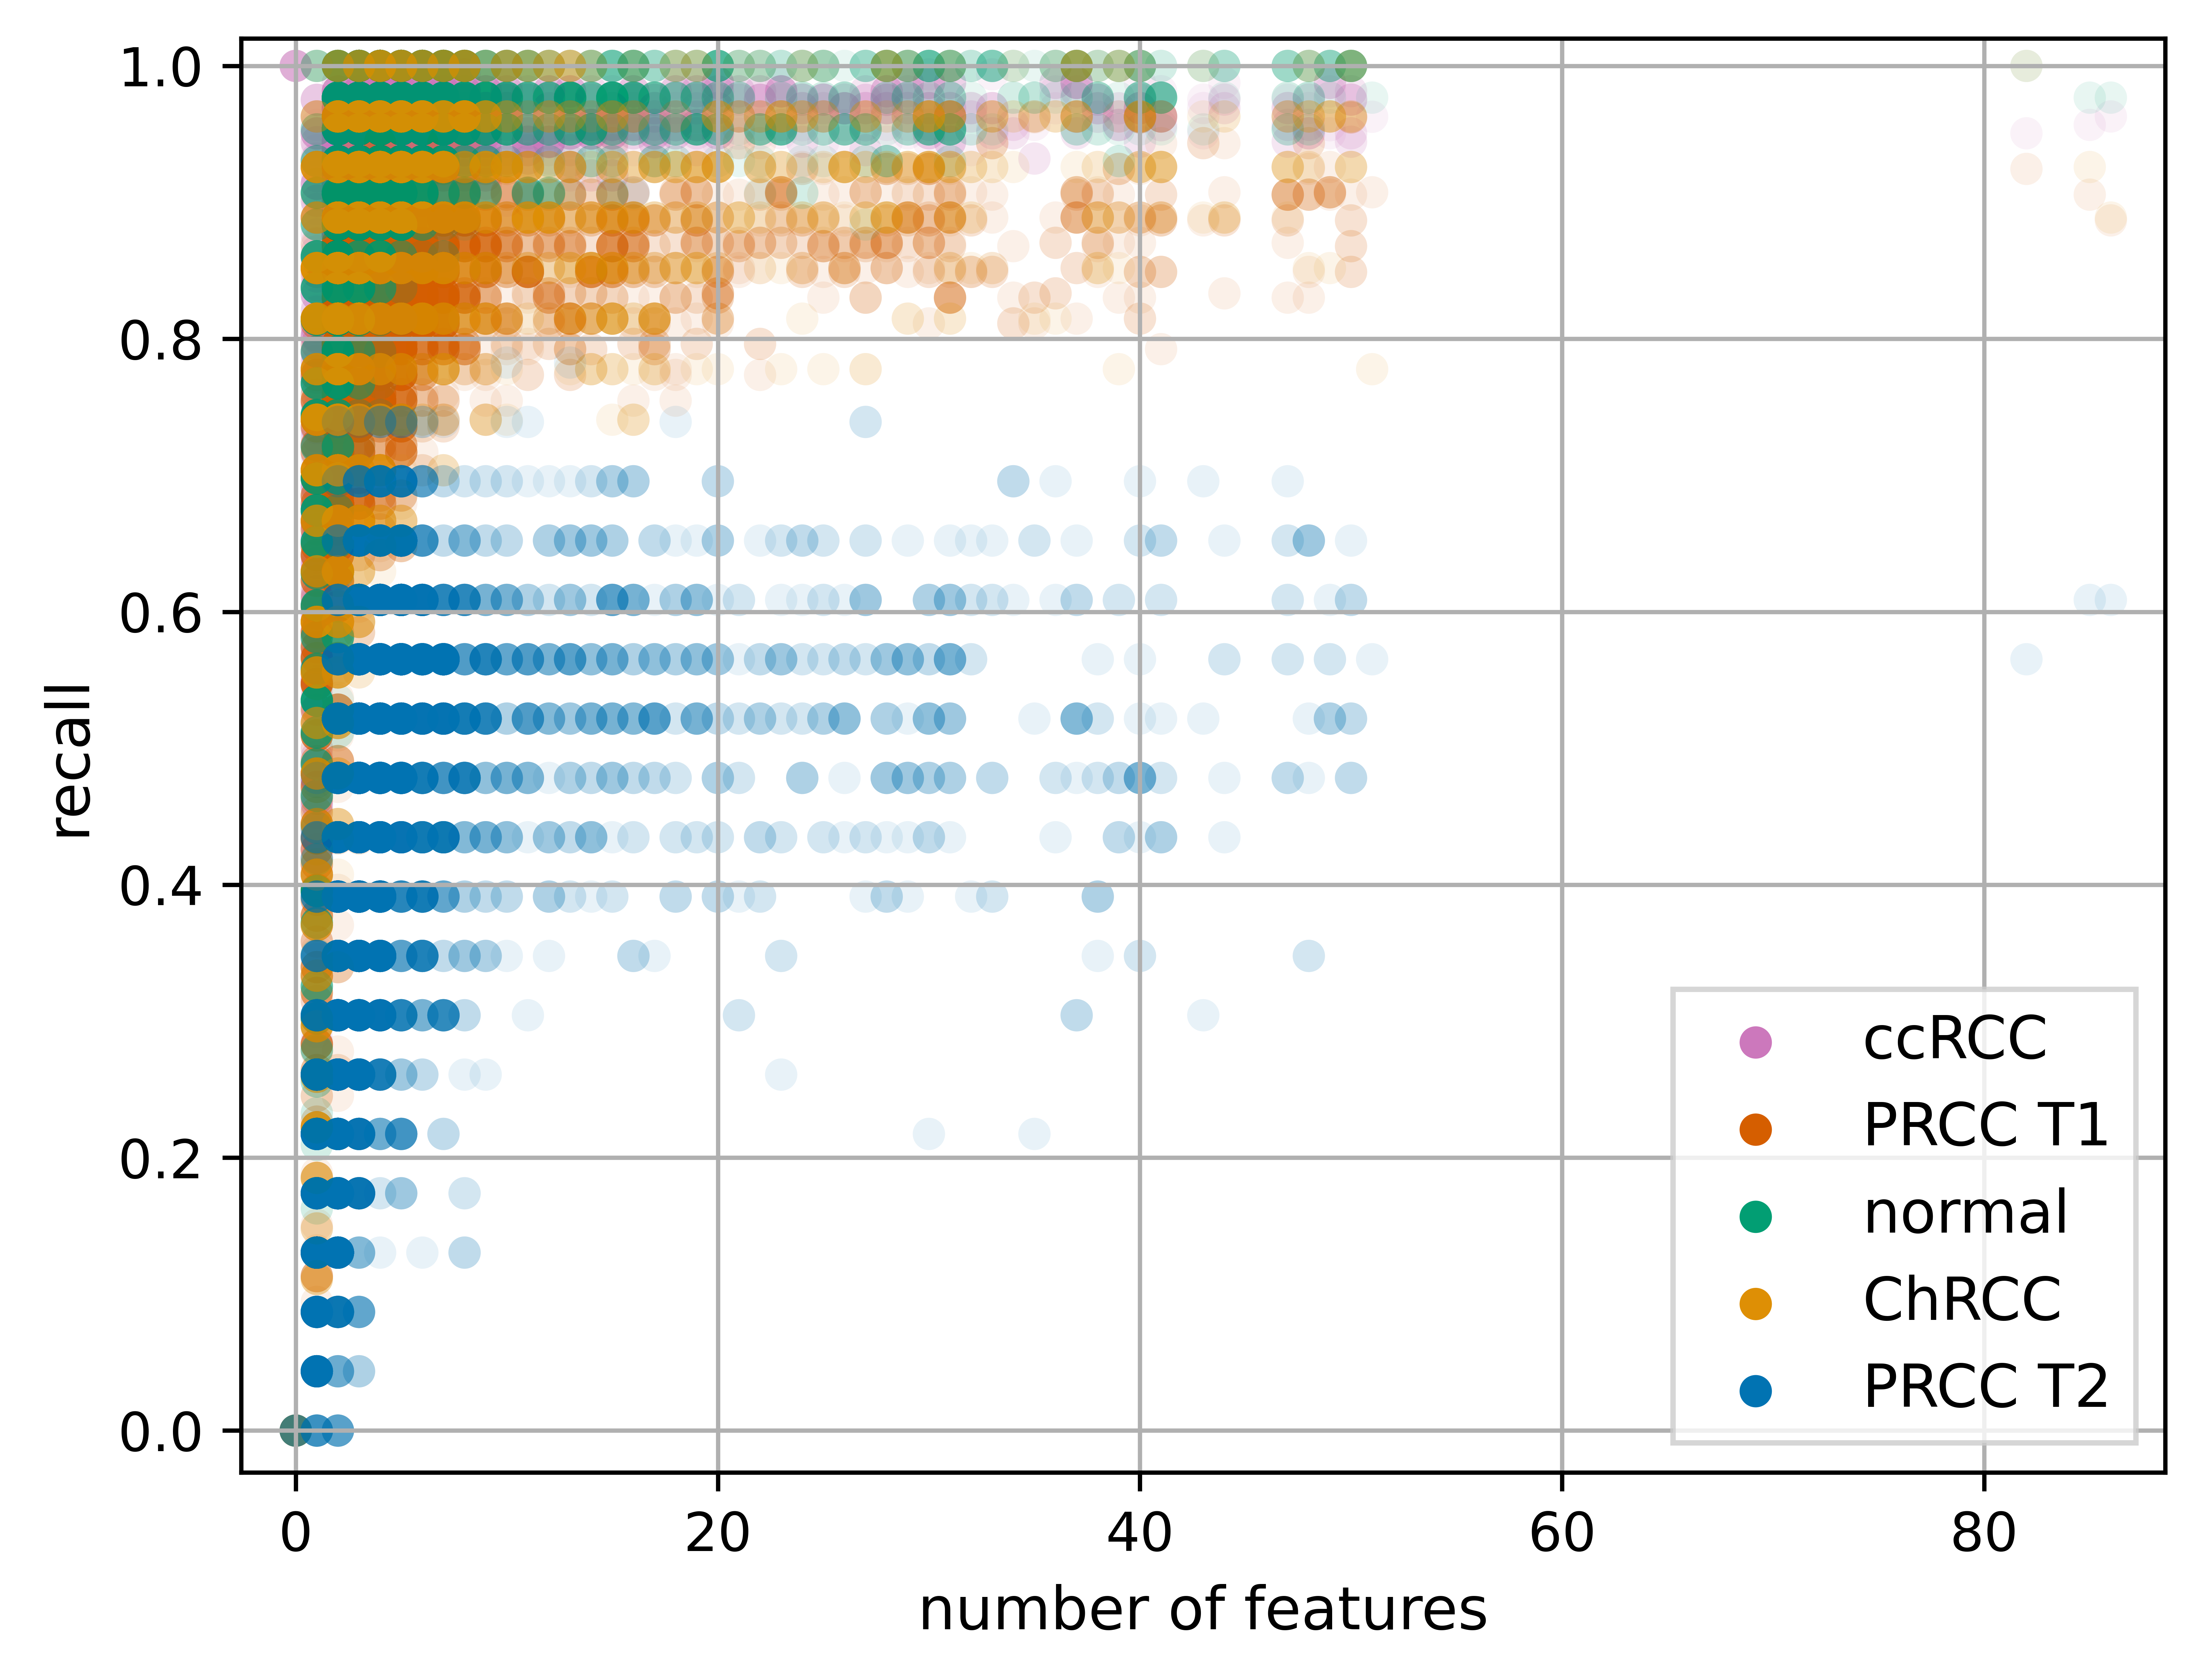 1.0
0.8
0.6
0.4
0.2
0.0
recall
0 20 40 60 80
number of features
ccRCC
PRCC T1
normal
ChRCC
PRCC T2